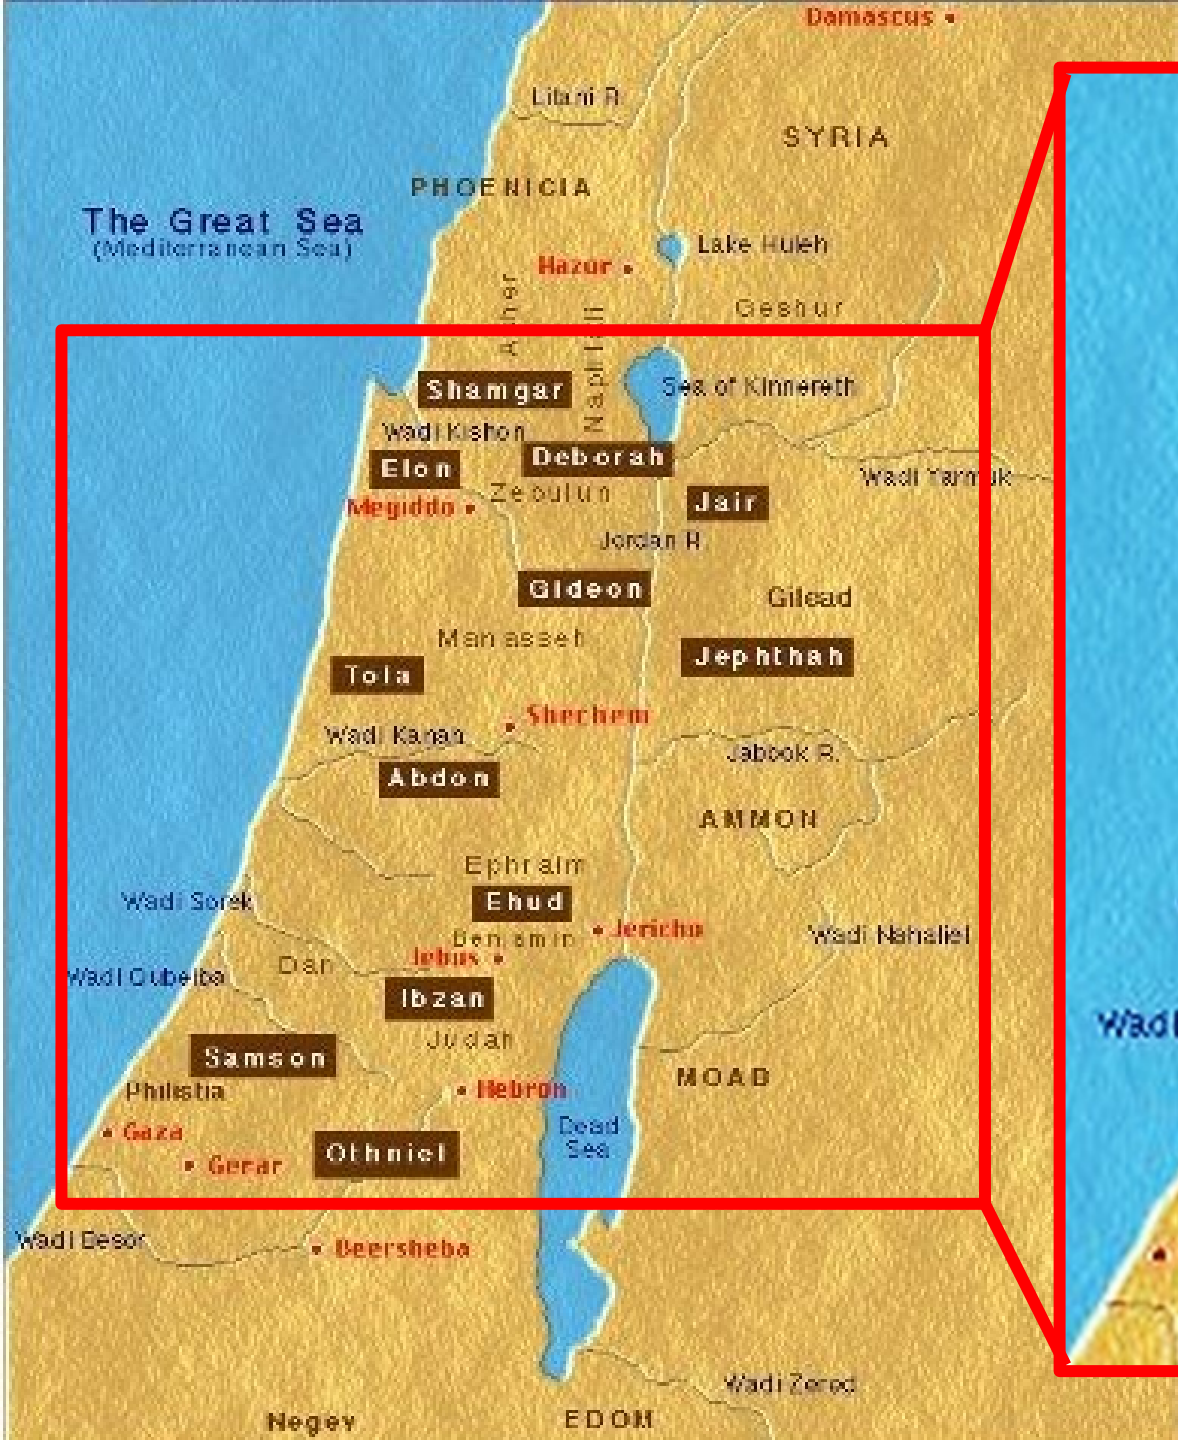 Damascus
Litani R
SYRIA
PHOENICIA
The Great Sea
(Mediterranean Sea)
Lake Huleh
Hazor
Asher
Geshur
Naphtali
Shamgar
Sea of Kinnereth
Wadi Kishon
Deborah
Elon
Wadi Yarmuk
Zebulun
Jair
Megiddo
Jordan R
Gideon
Gilead
Manasseh
Jephthah
Tola
Shechem
Wadi Kanah
Jabbok R.
Abdon
AMMON
Ephraim
Wadi Sorek
Ehud
Jericho
Wadi Nahaliel
Benjamin
Jebus
Dan
Wadi Gubeiba
Ibzan
Wadi
Judah
Samson
MOAB
Philistia
Hebron
Gaza
Dead
Sea
Othniel
Gerar
Wadi Besor
Beersheba
Wadi Zered
Negev
EDOM